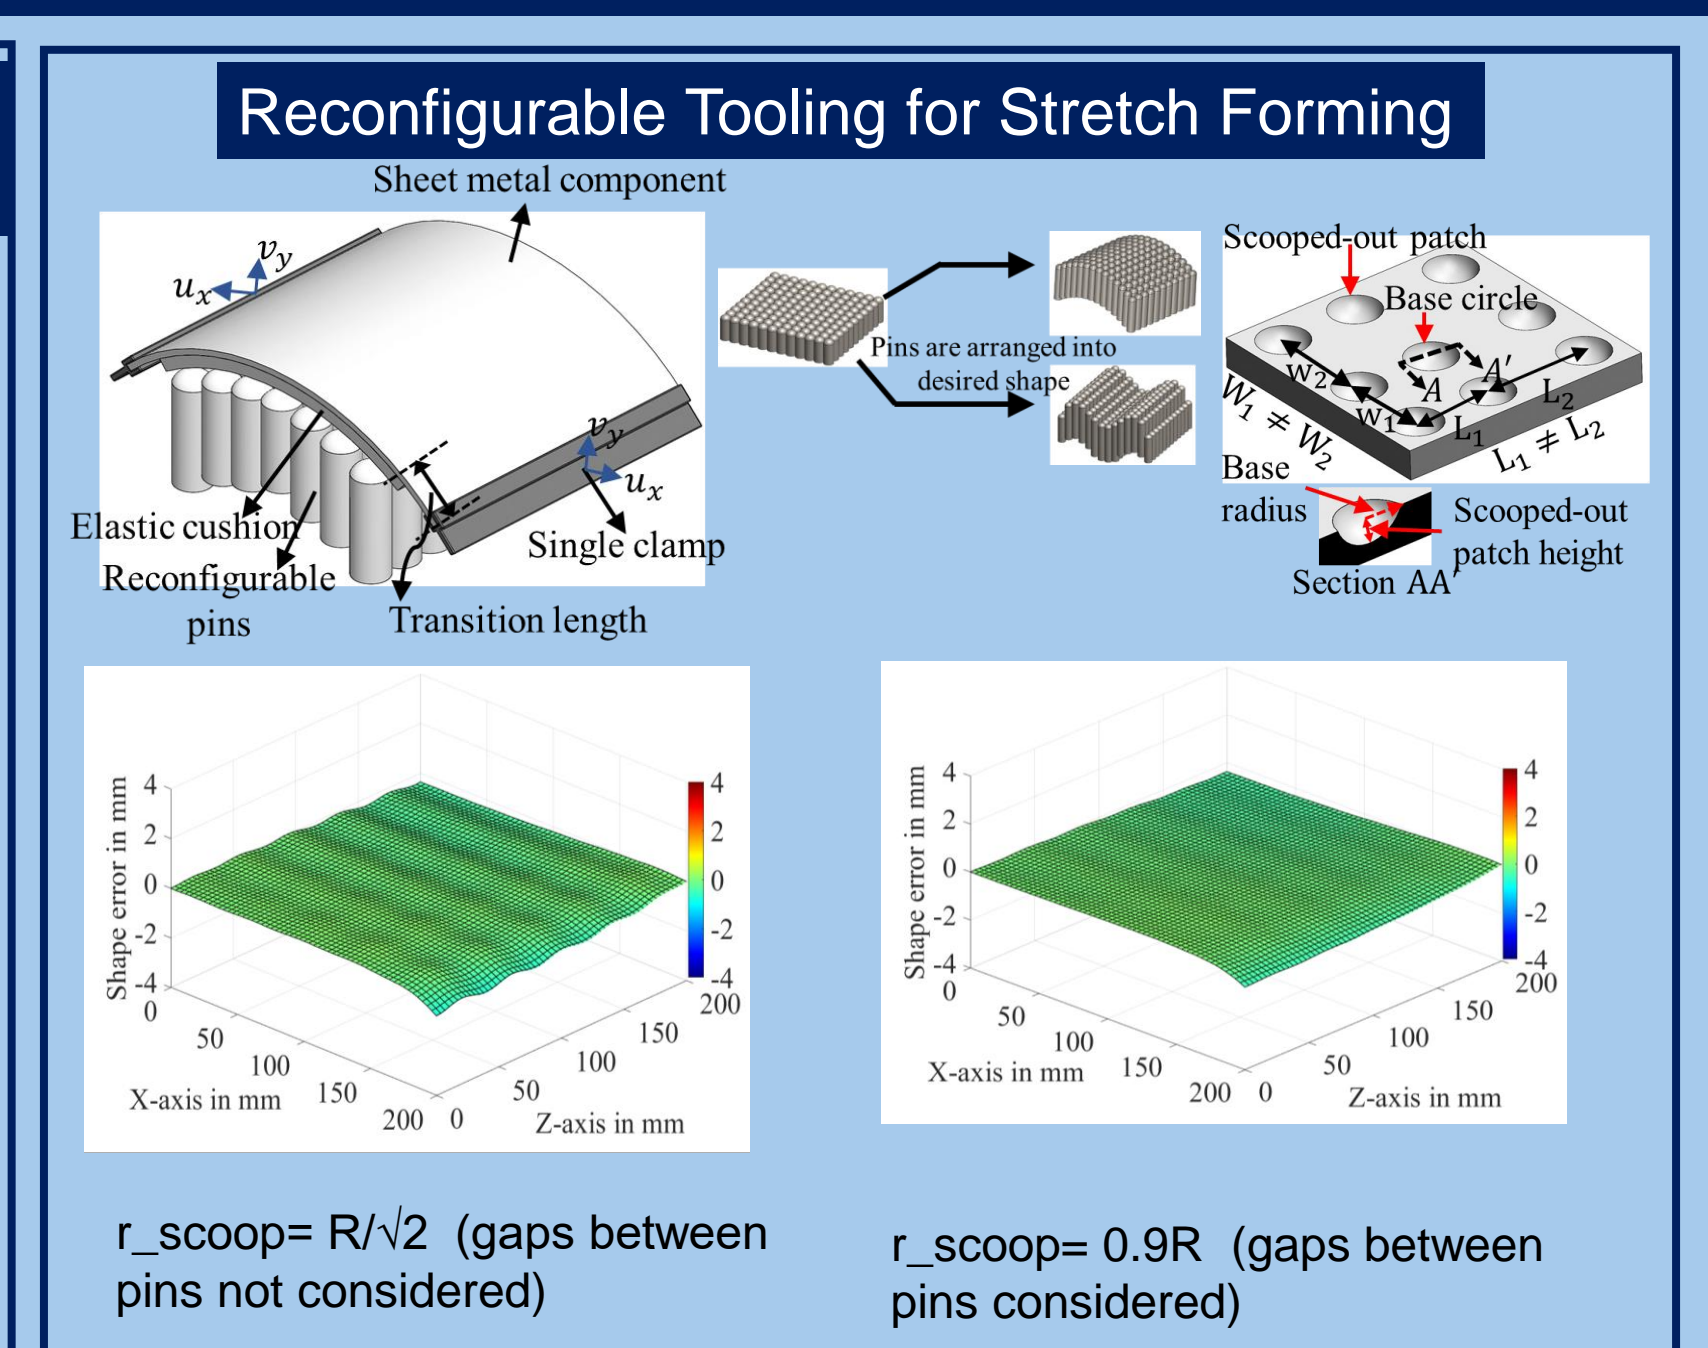 Reconfigurable Tooling for Stretch Forming
Sheet metal component
v_y
u_x
v_y
u_x
Elastic cushion
Single clamp
Reconfigurable
pins
Transition length
Pins are arranged into
desired shape
Scooped-out patch
Base circle
A'
A
w₂
w₁
L₂
L₁
W₁ ≠ W₂
L₁ ≠ L₂
Base
radius
Scooped-out
patch height
Section AA'
Shape error in mm
4
2
0
-2
-4
0
50
100
150
200
X-axis in mm
0
50
100
150
200
Z-axis in mm
4
2
0
-2
-4
Shape error in mm
4
2
0
-2
-4
0
50
100
150
200
X-axis in mm
0
50
100
150
200
Z-axis in mm
4
2
0
-2
-4
r_scoop= R/√2 (gaps between
pins not considered)
r_scoop= 0.9R (gaps between
pins considered)